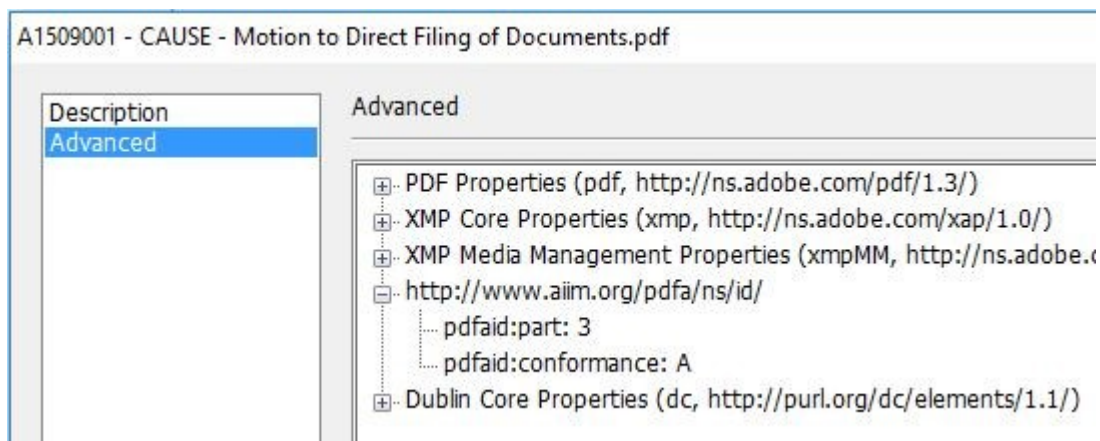 A1509001 - CAUSE - Motion to Direct Filing of Documents.pdf
Description
Advanced
Advanced
PDF Properties (pdf, http://ns.adobe.com/pdf/1.3/)
XMP Core Properties (xmp, http://ns.adobe.com/xap/1.0/)
XMP Media Management Properties (xmpMM, http://ns.adobe.c
http://www.aiim.org/pdfa/ns/id/
pdfaid:part: 3
pdfaid:conformance: A
Dublin Core Properties (dc, http://purl.org/dc/elements/1.1/)